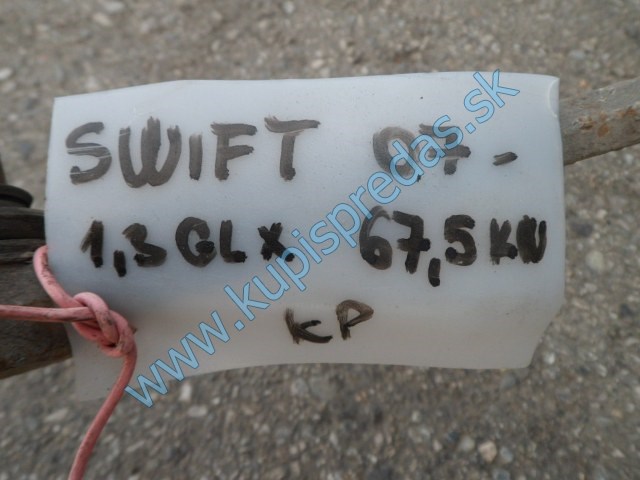 SWIFT 07-
1,3 GLX 67,5 KW
KP
www.kupispredas.sk